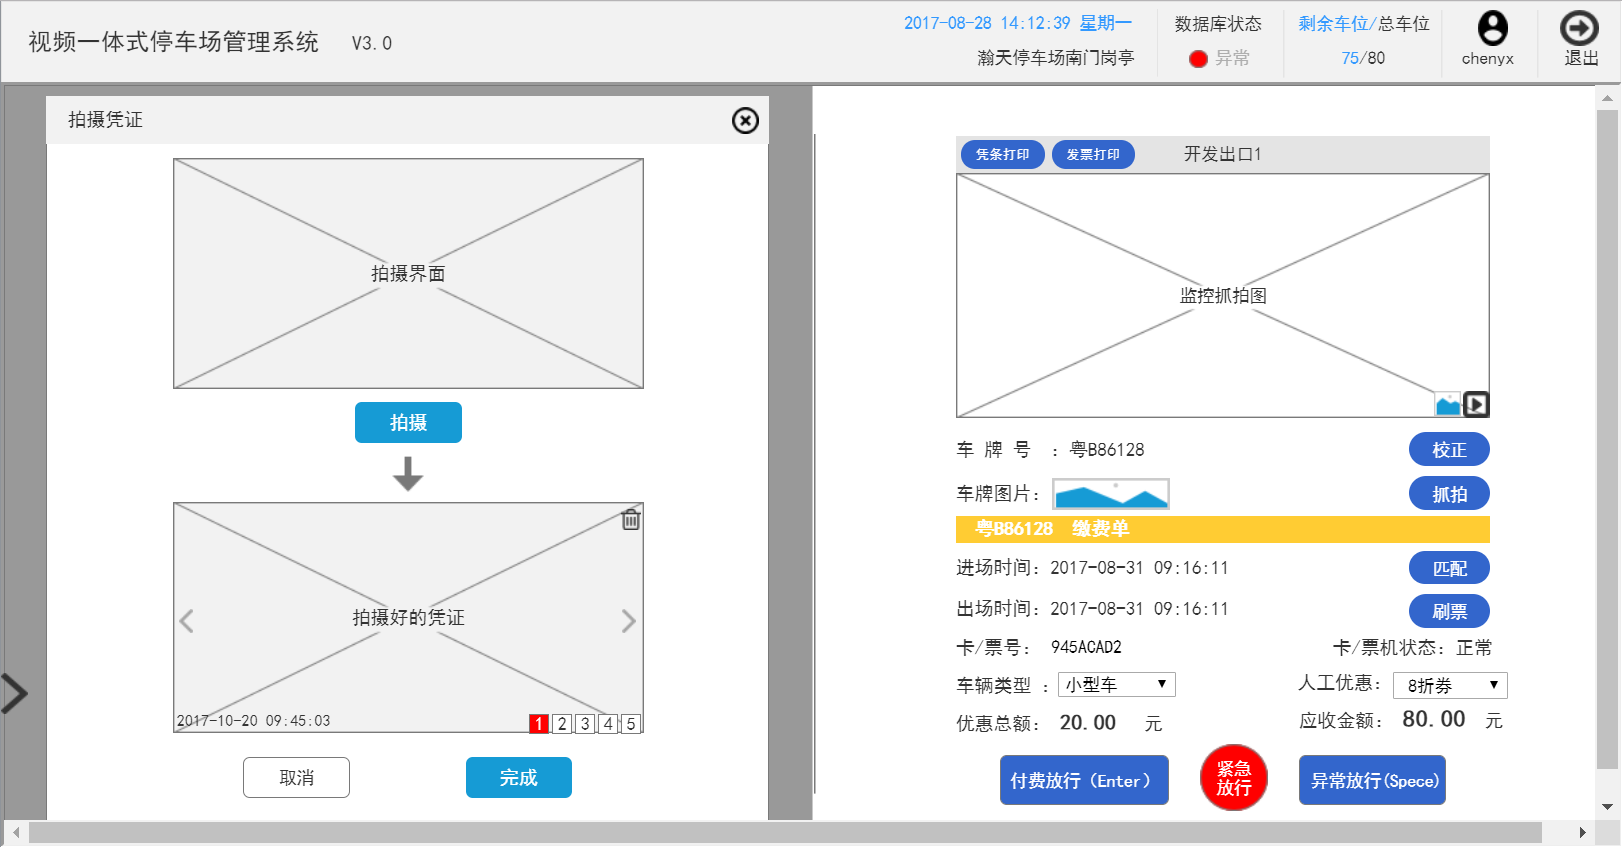 视频一体式停车场管理系统 V3.0
2017-08-28 14:12:39 星期一
瀚天停车场南门岗亭
数据库状态
异常
剩余车位/总车位
75/80
chenyx
退出
拍摄凭证
拍摄界面
拍摄
拍摄好的凭证
2017-10-20 09:45:03
1 2 3 4 5
取消
完成
凭条打印 发票打印 开发出口1
监控抓拍图
车 牌 号 ：粤B86128
校正
车牌图片：
抓拍
粤B86128 缴费单
进场时间：2017-08-31 09:16:11
匹配
出场时间：2017-08-31 09:16:11
刷票
卡/票号： 945ACAD2
卡/票机状态：正常
车辆类型 ：小型车
人工优惠：8折券
优惠总额： 20.00 元
应收金额： 80.00 元
付费放行（Enter）
紧急
放行
异常放行(Spece)